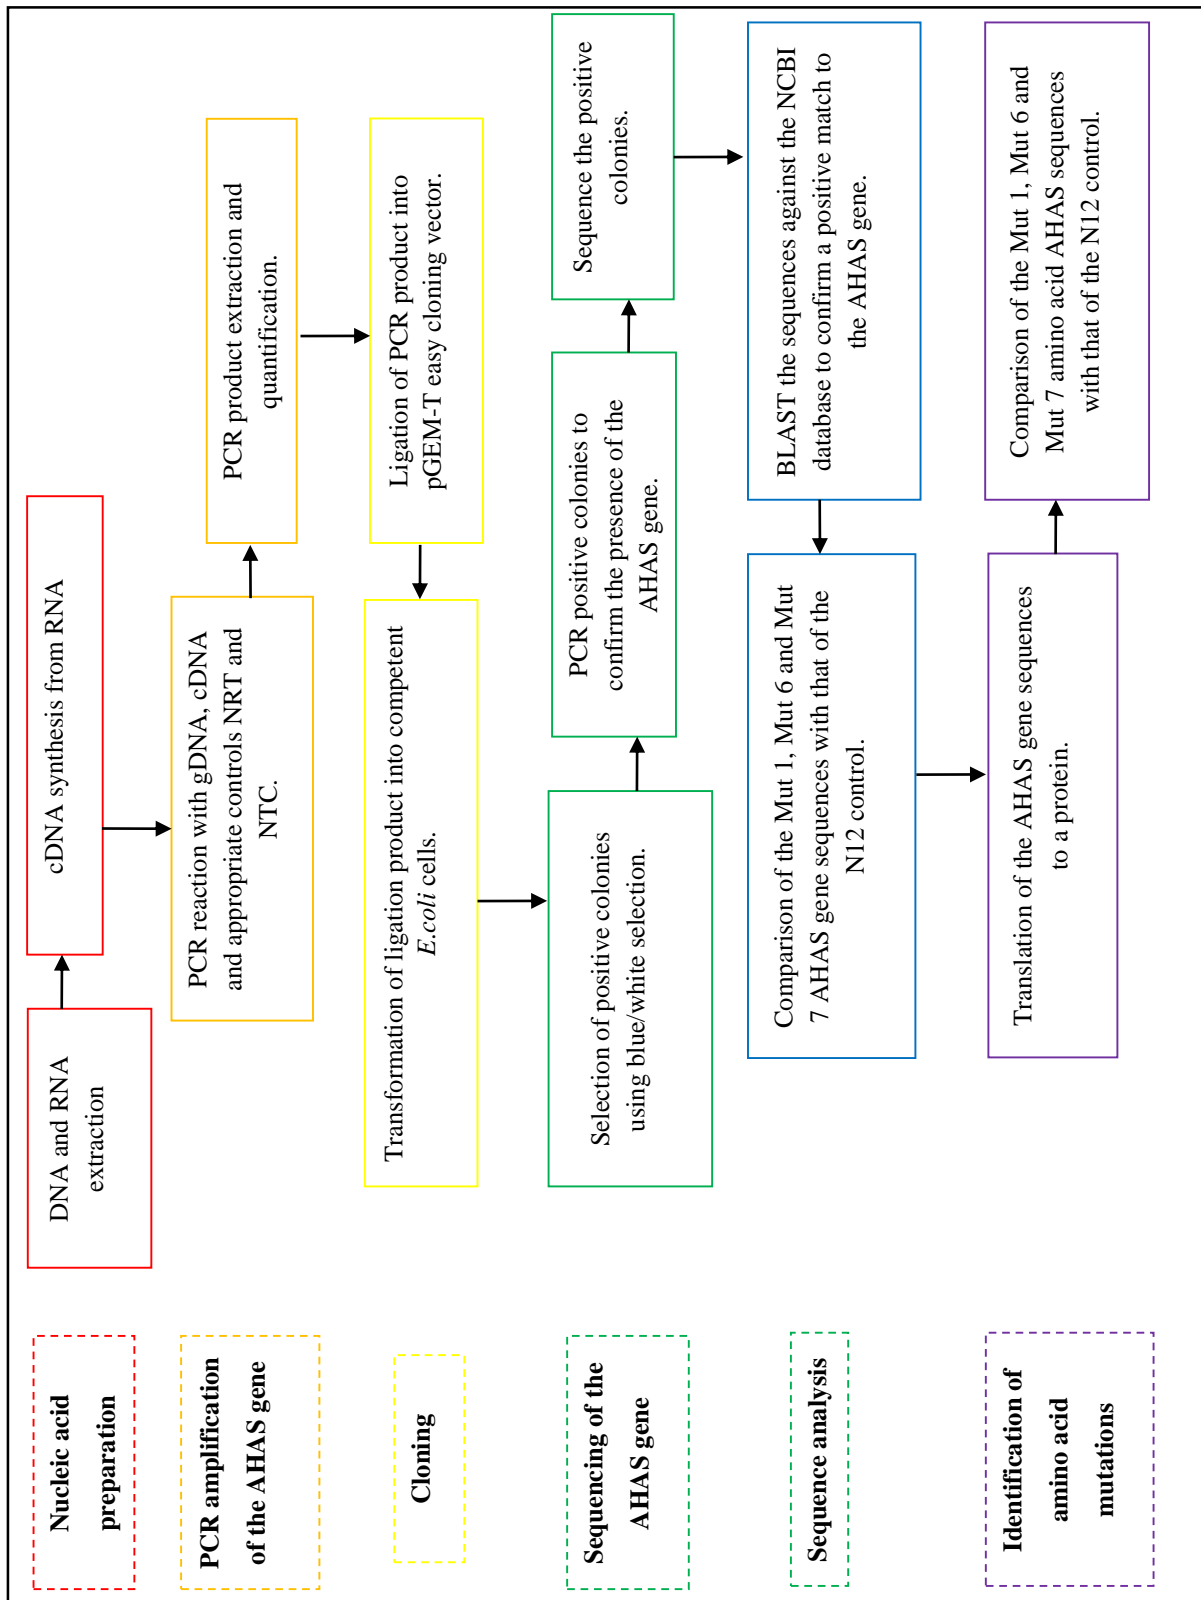 Nucleic acid
preparation
DNA and RNA
extraction
cDNA synthesis from RNA
PCR amplification
of the AHAS gene
PCR reaction with gDNA, cDNA
and appropriate controls NRT and
NTC.
PCR product extraction and
quantification.
Cloning
Transformation of ligation product into competent
E.coli cells.
Ligation of PCR product into
pGEM-T easy cloning vector.
Sequencing of the
AHAS gene
Selection of positive colonies
using blue/white selection.
PCR positive colonies to
confirm the presence of the
AHAS gene.
Sequence the positive
colonies.
Sequence analysis
Comparison of the Mut 1, Mut 6 and Mut
7 AHAS gene sequences with that of the
N12 control.
BLAST the sequences against the NCBI
database to confirm a positive match to
the AHAS gene.
Identification of
amino acid
mutations
Translation of the AHAS gene sequences
to a protein.
Comparison of the Mut 1, Mut 6 and
Mut 7 amino acid AHAS sequences
with that of the N12 control.